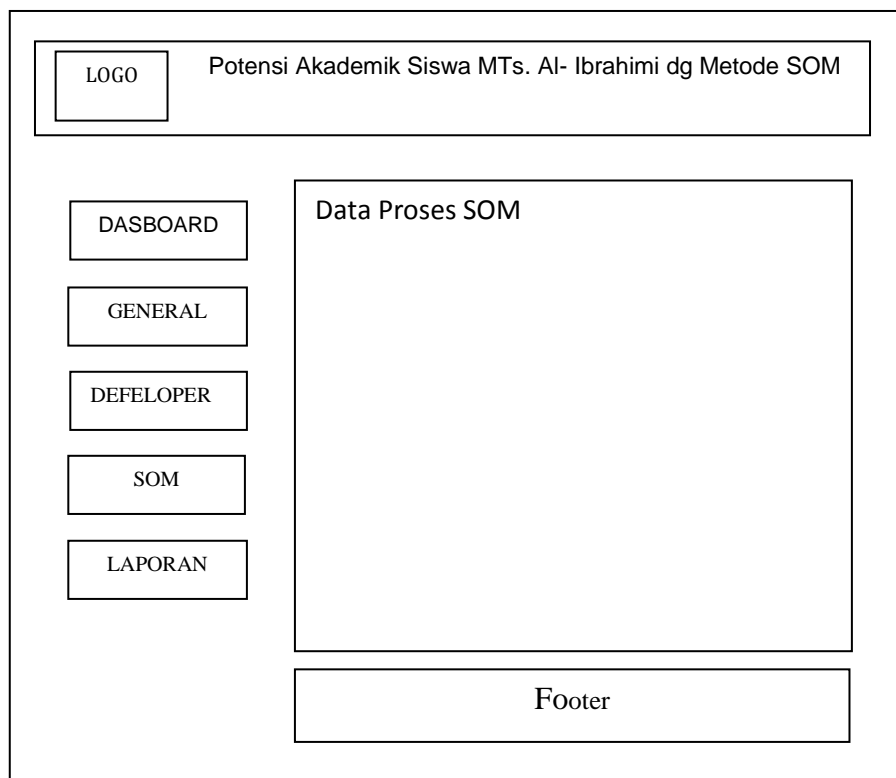 LOGO
Potensi Akademik Siswa MTs. Al- Ibrahimi dg Metode SOM
DASBOARD
GENERAL
DEFELOPER
SOM
LAPORAN
Data Proses SOM
FOoter